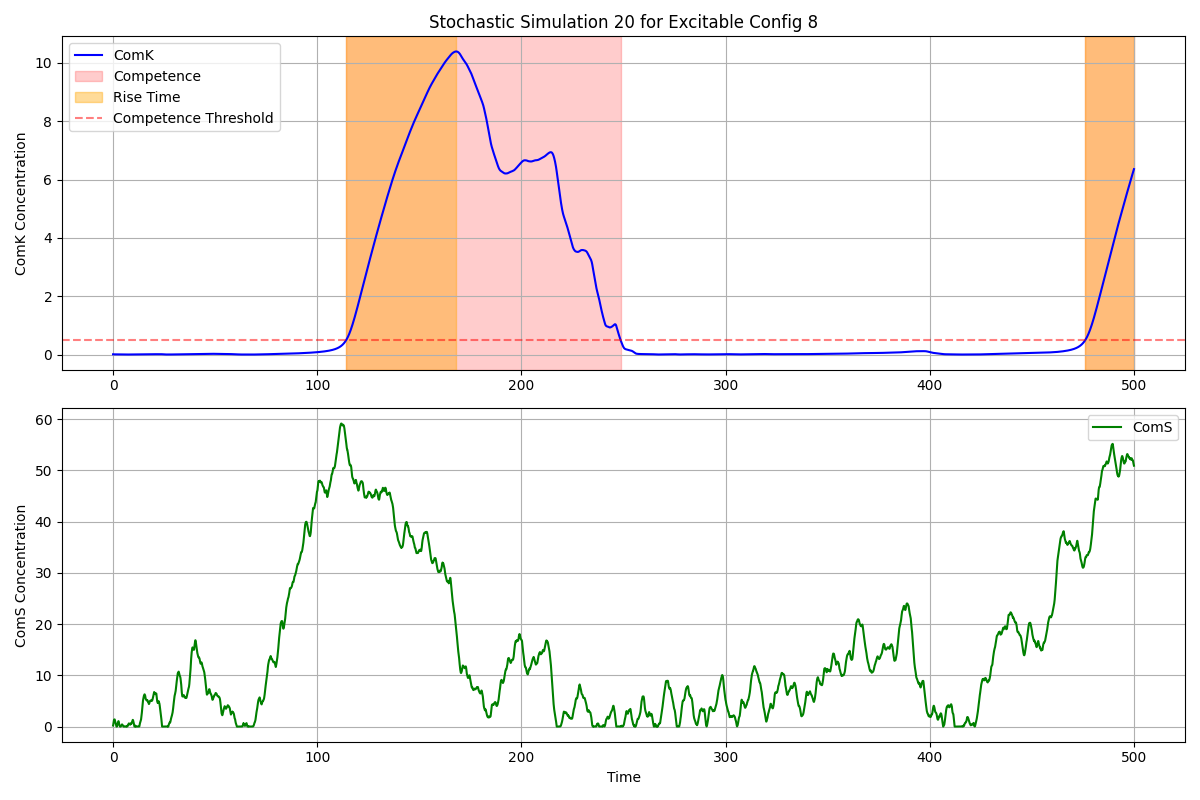 Stochastic Simulation 20 for Excitable Config 8
ComK Concentration
10
8
6
4
2
0
ComK
Competence
Rise Time
Competence Threshold
0 100 200 300 400 500
ComS Concentration
60
50
40
30
20
10
0
ComS
0 100 200 300 400 500
Time